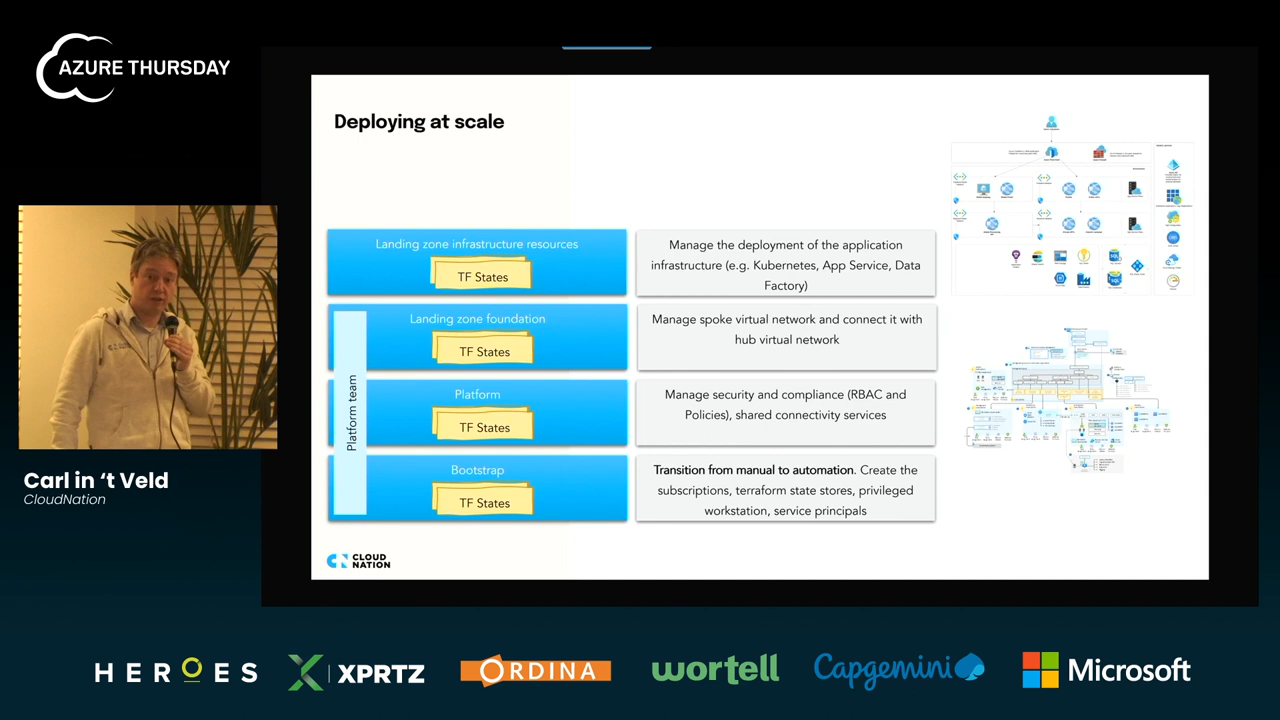 AZURE THURSDAY
Deploying at scale
Landing zone infrastructure resources
TF States
Manage the deployment of the application
infrastructure (e.g. Kubernetes, App Service, Data
Factory)
Platform team
Landing zone foundation
TF States
Manage spoke virtual network and connect it with
hub virtual network
Platform
TF States
Manage security and compliance (RBAC and
Policies), shared connectivity services
Bootstrap
TF States
Transition from manual to automation. Create the
subscriptions, terraform state stores, privileged
workstation, service principals
CLOUD
NATION
Carl in ‘t Veld
CloudNation
HEROES
XPRTZ
ORDINA
wortell
Capgemini
Microsoft